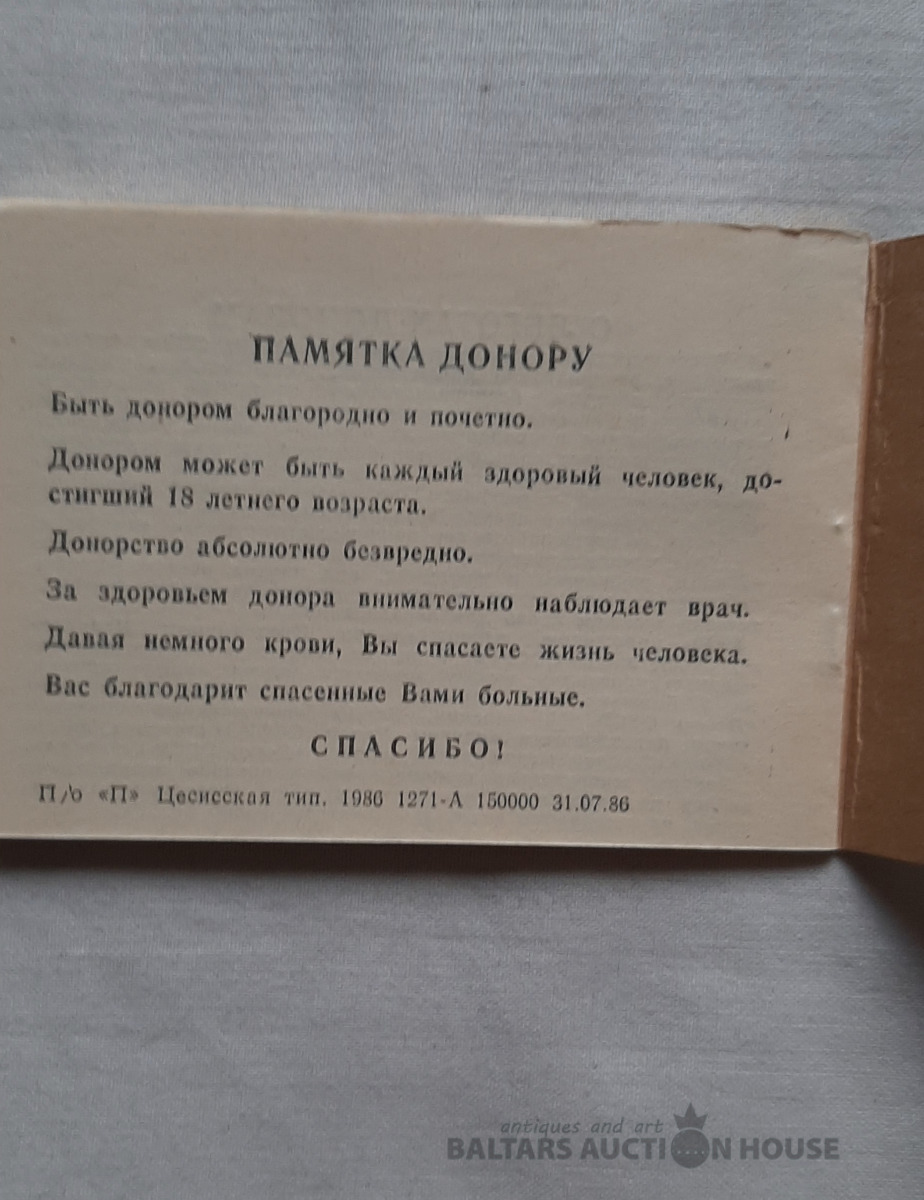 ПАМЯТКА ДОНОРУ
Быть донором благородно и почетно.
Донором может быть каждый здоровый человек, до-
стигший 18 летнего возраста.
Донорство абсолютно безвредно.
За здоровьем донора внимательно наблюдает врач.
Давая немного крови, Вы спасаете жизнь человека.
Вас благодарит спасенные Вами больные.
СПАСИБО!
П/о «П» Цесисская тип. 1986 1271-А 150000 31.07.86
antiques and art
BALTARS AUCTION HOUSE